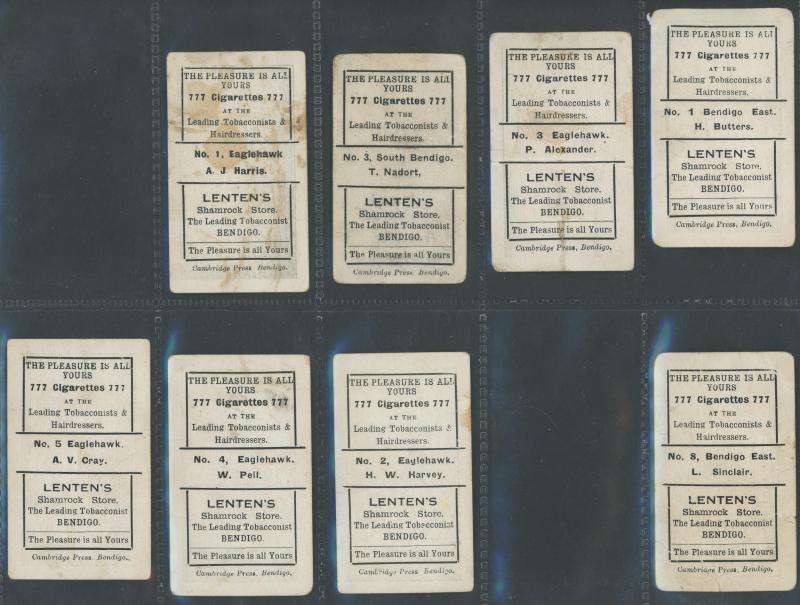 THE PLEASURE IS ALL
YOURS
777 Cigarettes 777
AT THE
Leading Tobacconists &
Hairdressers.
No. 1, Eaglehawk
A. J. Harris.
LENTEN'S
Shamrock Store.
The Leading Tobacconist
BENDIGO.
The Pleasure is all Yours
Cambridge Press, Bendigo.
THE PLEASURE IS ALL
YOURS
777 Cigarettes 777
AT THE
Leading Tobacconists &
Hairdressers.
No. 3, South Bendigo.
T. Nadort,
LENTEN'S
Shamrock Store.
The Leading Tobacconist
BENDIGO.
The Pleasure is all Yours
Cambridge Press, Bendigo.
THE PLEASURE IS ALL
YOURS
777 Cigarettes 777
AT THE
Leading Tobacconists &
Hairdressers.
No. 3 Eaglehawk.
P. Alexander.
LENTEN'S
Shamrock Store.
The Leading Tobacconist
BENDIGO.
The Pleasure is all Yours
Cambridge Press, Bendigo.
THE PLEASURE IS ALL
YOURS
777 Cigarettes 777
AT THE
Leading Tobacconists &
Hairdressers.
No. 1 Bendigo East.
H. Butters.
LENTEN'S
Shamrock Store.
The Leading Tobacconist
BENDIGO.
The Pleasure is all Yours
Cambridge Press, Bendigo.
THE PLEASURE IS ALL
YOURS
777 Cigarettes 777
AT THE
Leading Tobacconists &
Hairdressers.
No, 5 Eaglehawk.
A. V. Cray.
LENTEN'S
Shamrock Store.
The Leading Tobacconist
BENDIGO.
The Pleasure is all Yours
Cambridge Press. Bendigo.
THE PLEASURE IS ALL
YOURS
777 Cigarettes 777
AT THE
Leading Tobacconists &
Hairdressers.
No. 4, Eaglehawk.
W. Pell.
LENTEN'S
Shamrock Store.
The Leading Tobacconist
BENDIGO.
The Pleasure is all Yours
Cambridge Press, Bendigo.
THE PLEASURE IS ALL
YOURS
777 Cigarettes 777
AT THE
Leading Tobacconists &
Hairdressers.
No. 2, Eaglehawk.
H. W. Harvey.
LENTEN'S
Shamrock Store.
The Leading Tobacconist
BENDIGO.
The Pleasure is all Yours
Cambridge Press, Bendigo.
THE PLEASURE IS ALL
YOURS
777 Cigarettes 777
AT THE
Leading Tobacconists &
Hairdressers.
No. 8, Bendigo East.
L. Sinclair.
LENTEN'S
Shamrock Store.
The Leading Tobacconist
BENDIGO.
The Pleasure is all Yours
Cambridge Press, Bendigo.